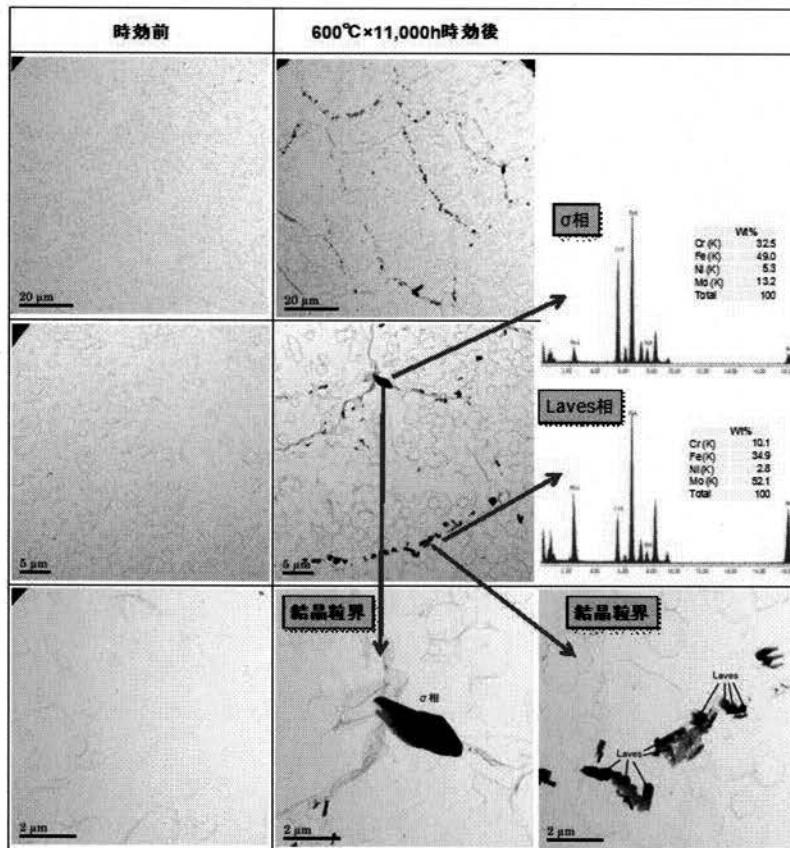 時効前
600℃×11,000h時効後
20 µm
20 µm
σ相
Wt%
Cr (K) 32.5
Fe(K) 49.0
Ni (K) 5.3
Mo (K) 13.2
Total 100
5 µm
5 µm
Laves相
Wt%
Cr (K) 10.1
Fe(K) 34.9
Ni(K) 2.8
Mo(K) 52.1
Total 100
結晶粒界
結晶粒界
σ相
Laves
Laves
2 µm
2 µm
2 µm